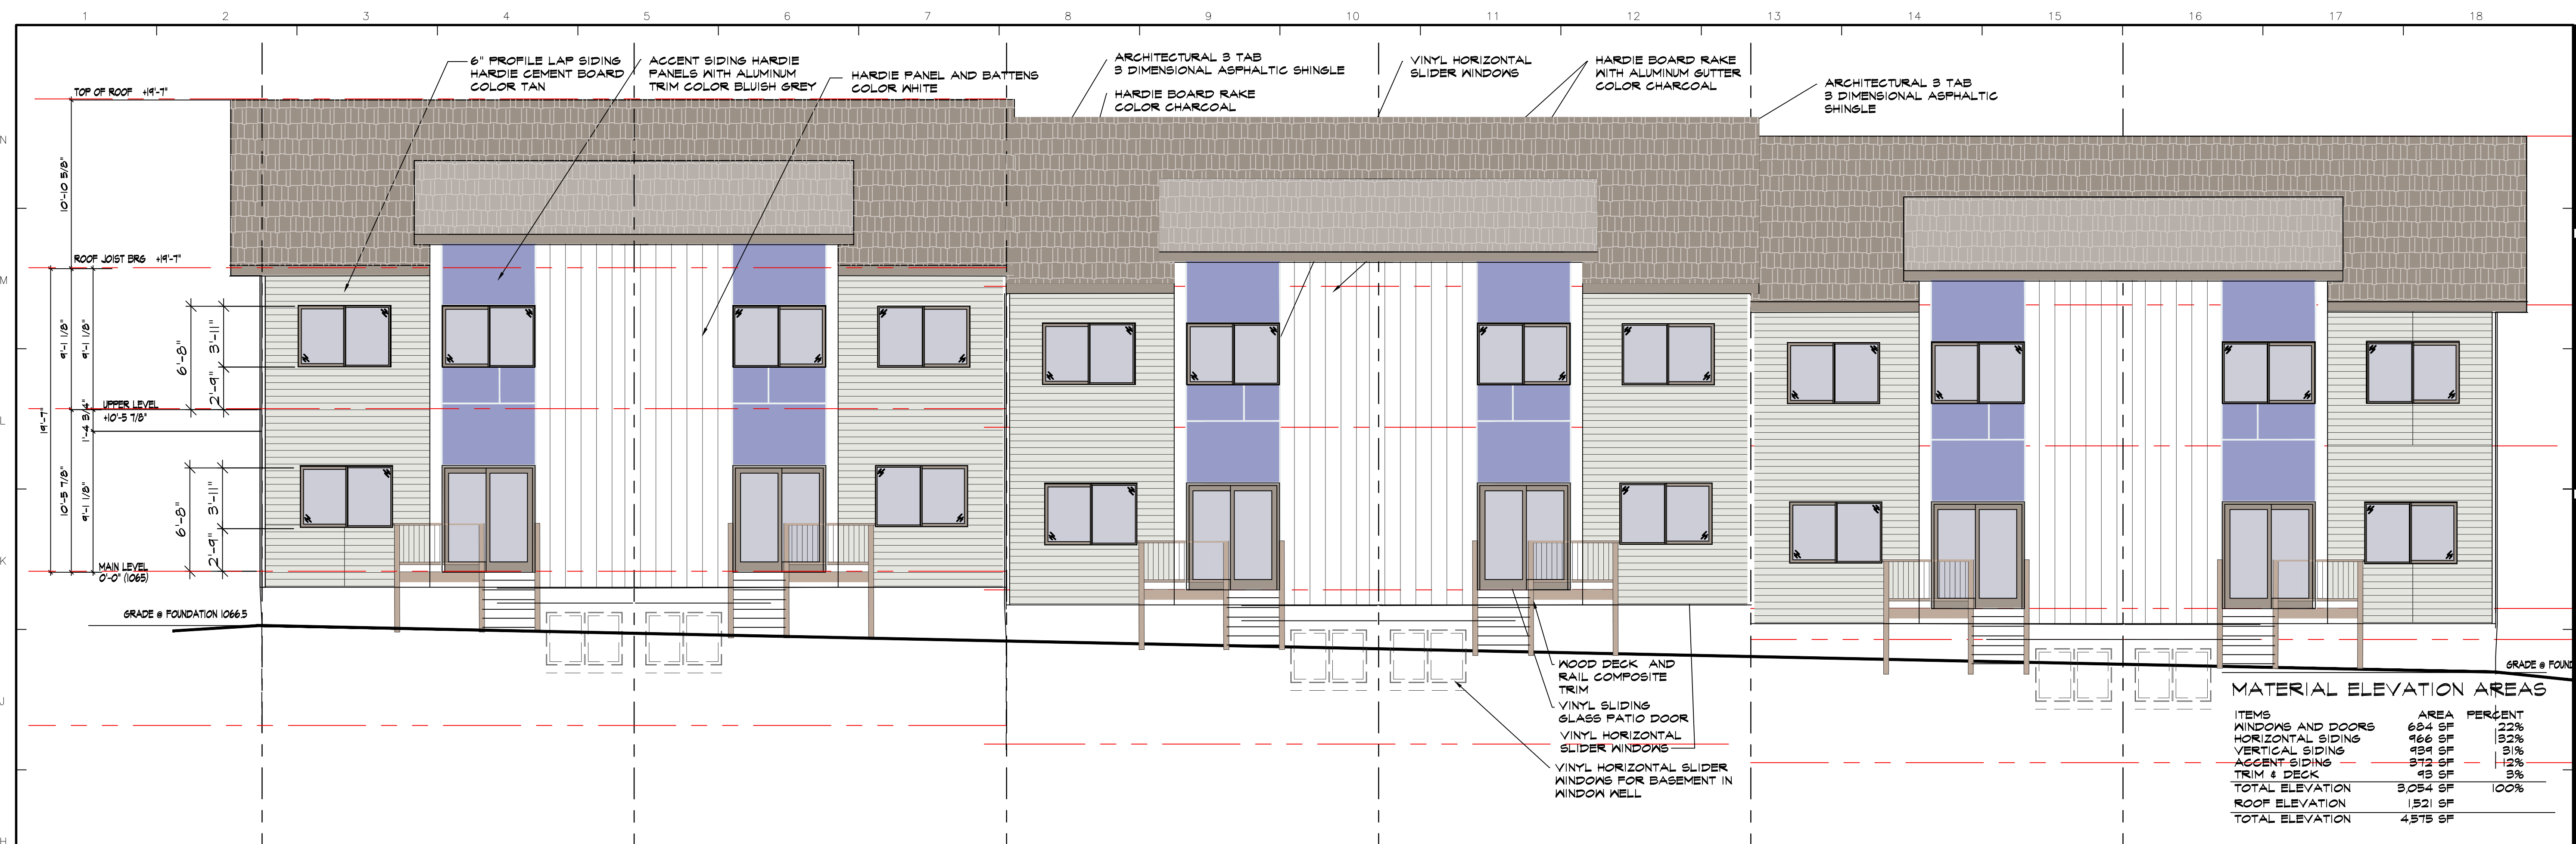 1 2 3 4 5 6 7 8 9 10 11 12 13 14 15 16 17 18
N
M
L
K
J
H
6" PROFILE LAP SIDING
HARDIE CEMENT BOARD
COLOR TAN
ACCENT SIDING HARDIE
PANELS WITH ALUMINUM
TRIM COLOR BLUISH GREY
HARDIE PANEL AND BATTENS
COLOR WHITE
ARCHITECTURAL 3 TAB
3 DIMENSIONAL ASPHALTIC SHINGLE
HARDIE BOARD RAKE
COLOR CHARCOAL
VINYL HORIZONTAL
SLIDER WINDOWS
HARDIE BOARD RAKE
WITH ALUMINUM GUTTER
COLOR CHARCOAL
ARCHITECTURAL 3 TAB
3 DIMENSIONAL ASPHALTIC
SHINGLE
TOP OF ROOF +19'-7"
10'-10 5/8"
ROOF JOIST BRG +19'-7"
9'-1 1/8"
9'-1 1/8"
6'-8"
3'-11"
2'-9"
UPPER LEVEL
+10'-5 7/8"
19'-7"
1'-4 3/4"
10'-5 7/8"
9'-1 1/8"
6'-8"
3'-11"
2'-9"
MAIN LEVEL
0'-0" (1065)
GRADE @ FOUNDATION 1066.5
WOOD DECK AND
RAIL COMPOSITE
TRIM
VINYL SLIDING
GLASS PATIO DOOR
VINYL HORIZONTAL
SLIDER WINDOWS
VINYL HORIZONTAL SLIDER
WINDOWS FOR BASEMENT IN
WINDOW WELL
GRADE @ FOUND
MATERIAL ELEVATION AREAS
ITEMS AREA PERCENT
WINDOWS AND DOORS 684 SF 22%
HORIZONTAL SIDING 966 SF 32%
VERTICAL SIDING 939 SF 31%
ACCENT SIDING 372 SF 12%
TRIM & DECK 93 SF 3%
TOTAL ELEVATION 3,054 SF 100%
ROOF ELEVATION 1,521 SF
TOTAL ELEVATION 4,575 SF